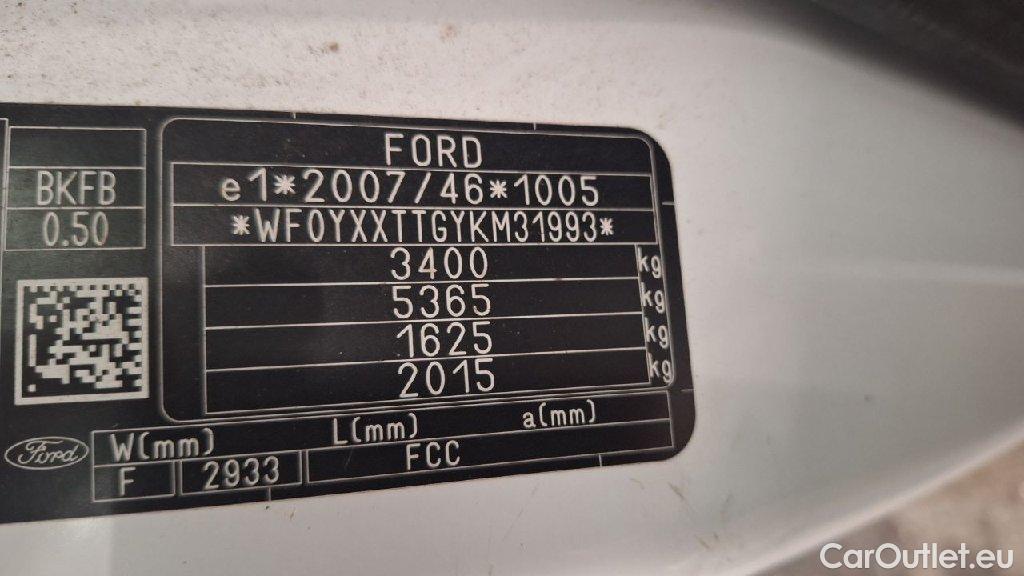 FORD
BKFB
e1*2007/46*1005
0.50
*WF0YXXTTGYKM31993*
3400 kg
5365 kg
1625 kg
2015 kg
Ford
W(mm) L(mm) a(mm)
F 2933 FCC
CarOutlet.eu